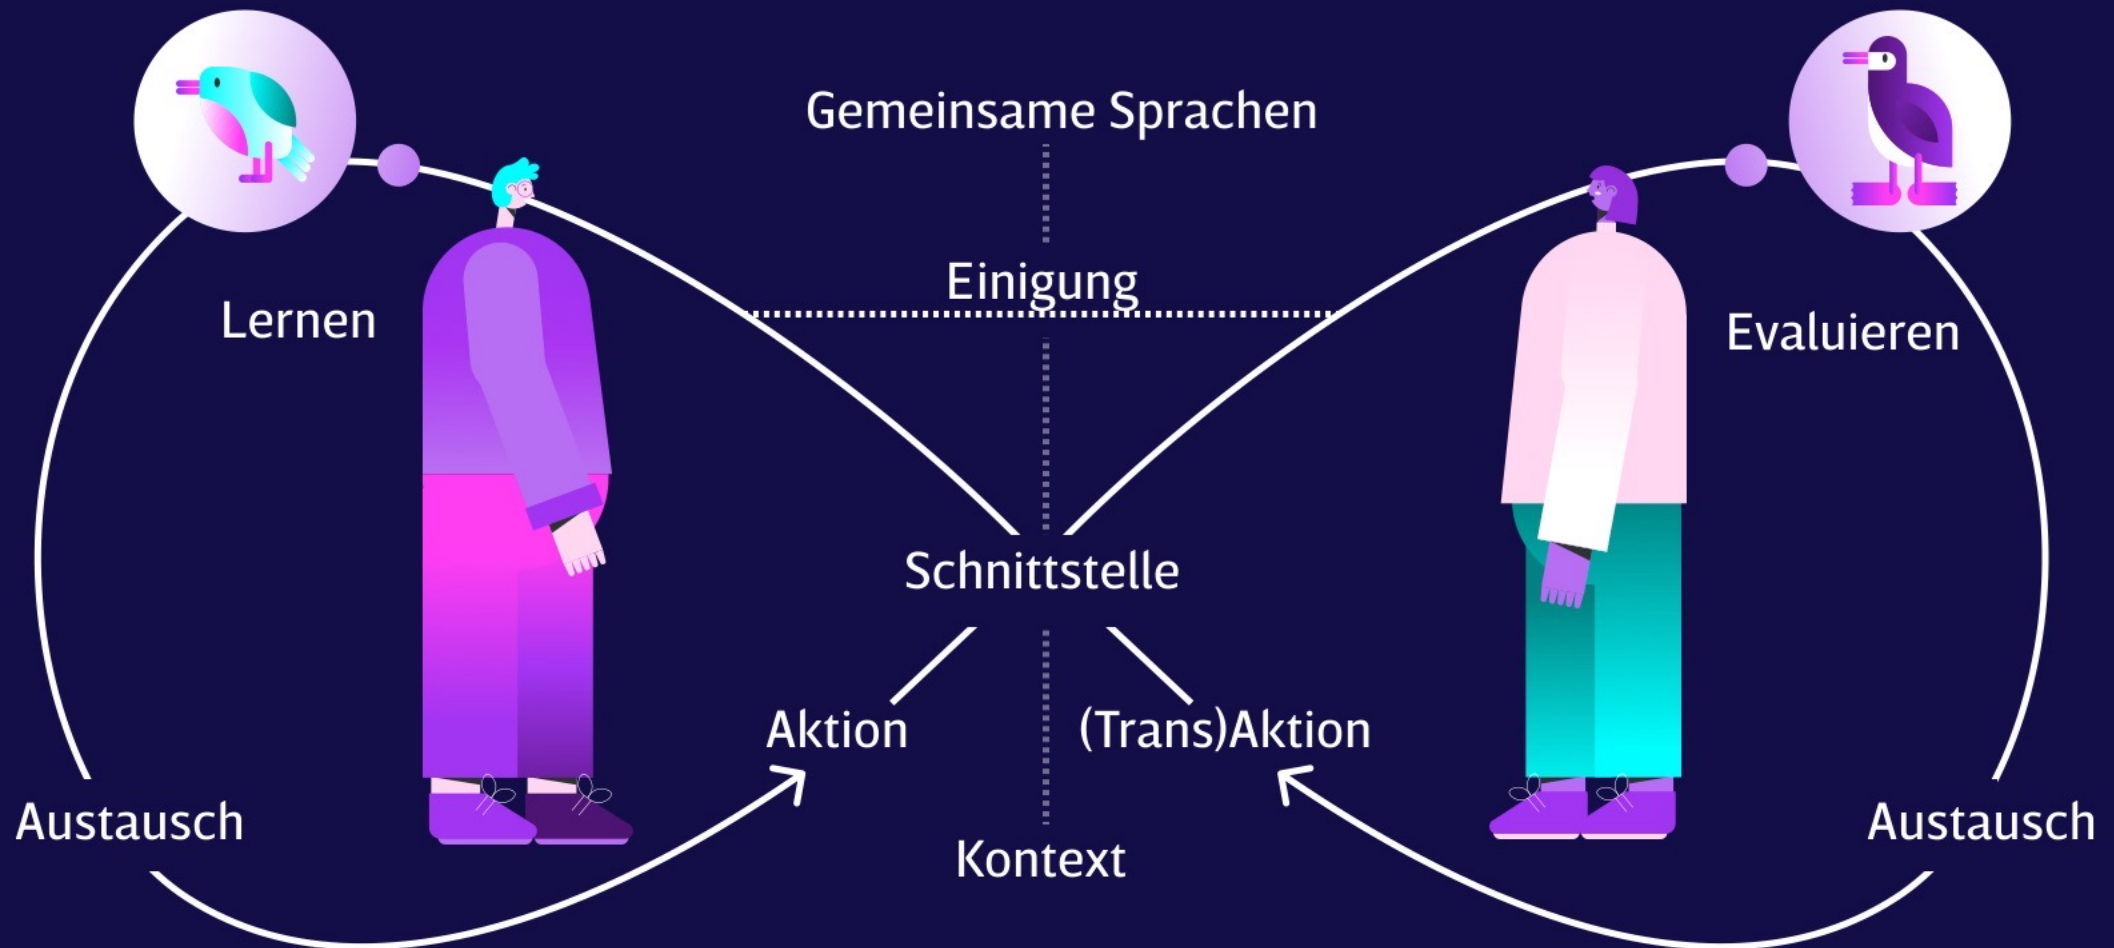 Gemeinsame Sprachen
Einigung
Lernen
Evaluieren
Schnittstelle
Aktion
(Trans)Aktion
Austausch
Austausch
Kontext